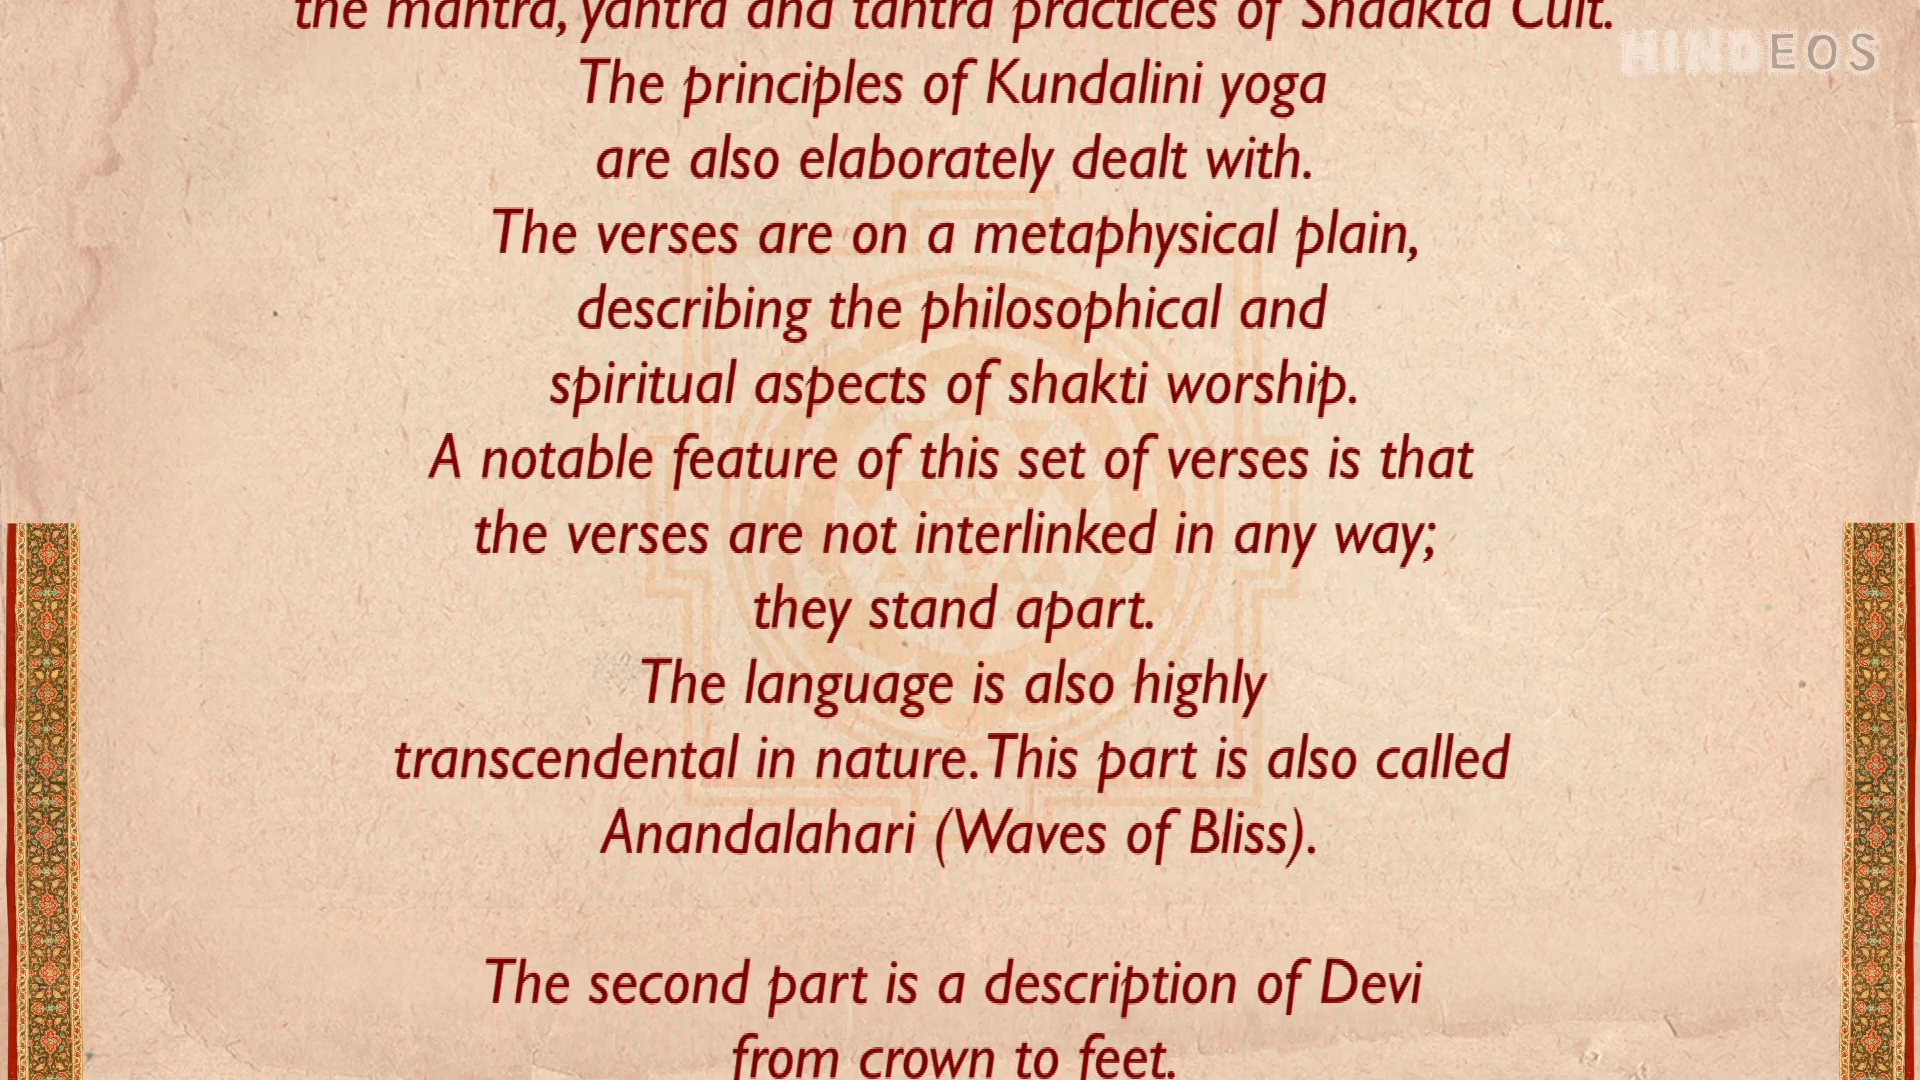 the mantra, yantra and tantra practices of Shaakta Cult.
HINDEOS
The principles of Kundalini yoga
are also elaborately dealt with.
The verses are on a metaphysical plain,
describing the philosophical and
spiritual aspects of shakti worship.
A notable feature of this set of verses is that
the verses are not interlinked in any way;
they stand apart.
The language is also highly
transcendental in nature. This part is also called
Anandalahari (Waves of Bliss).
The second part is a description of Devi
from crown to feet.